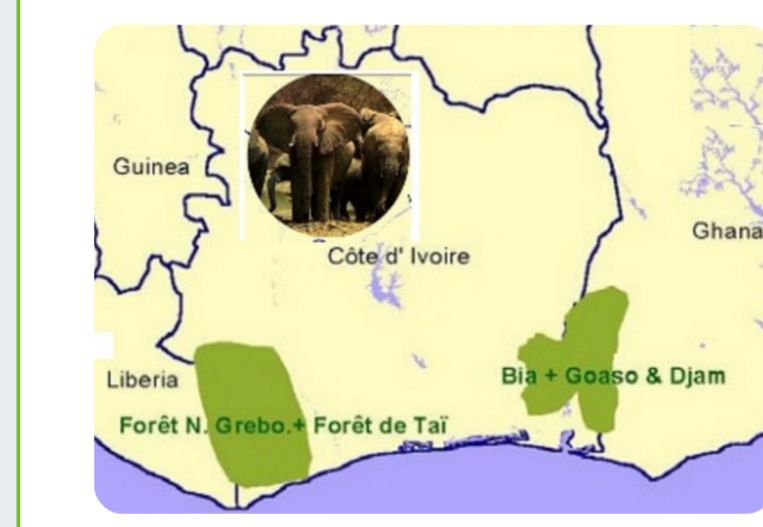 Guinea
Ghana
Côte d' Ivoire
Liberia
Bia + Goaso & Djam
Forêt N. Grebo.+ Forêt de Taï